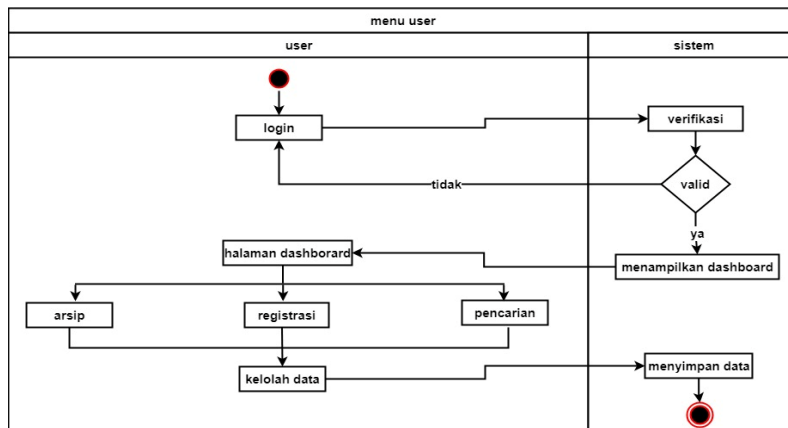 menu user
user
sistem
login
verifikasi
tidak
valid
ya
halaman dashborard
menampilkan dashboard
arsip
registrasi
pencarian
kelolah data
menyimpan data